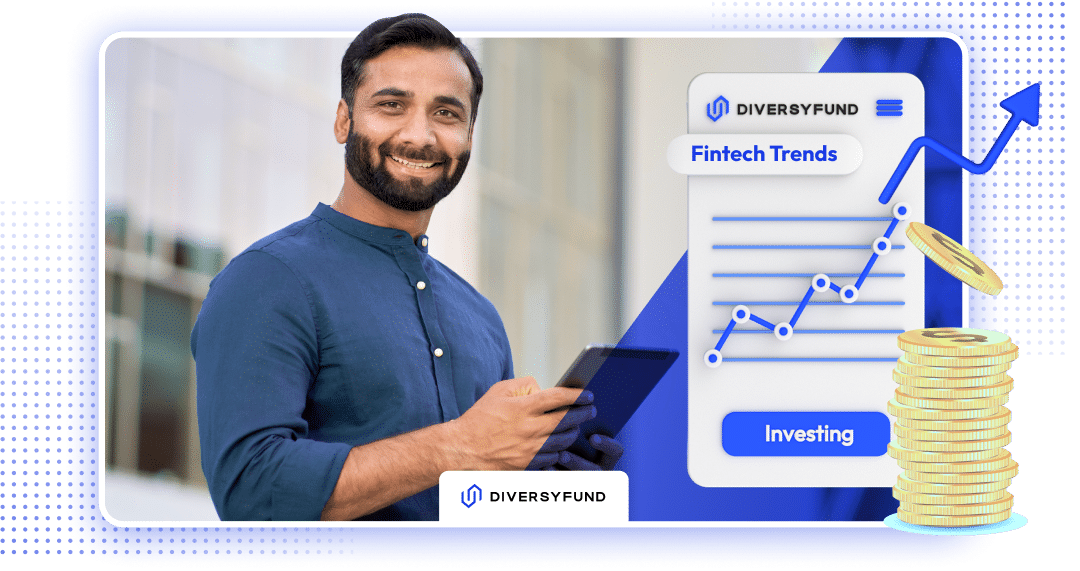 DIVERSYFUND
Fintech Trends
Investing
DIVERSYFUND